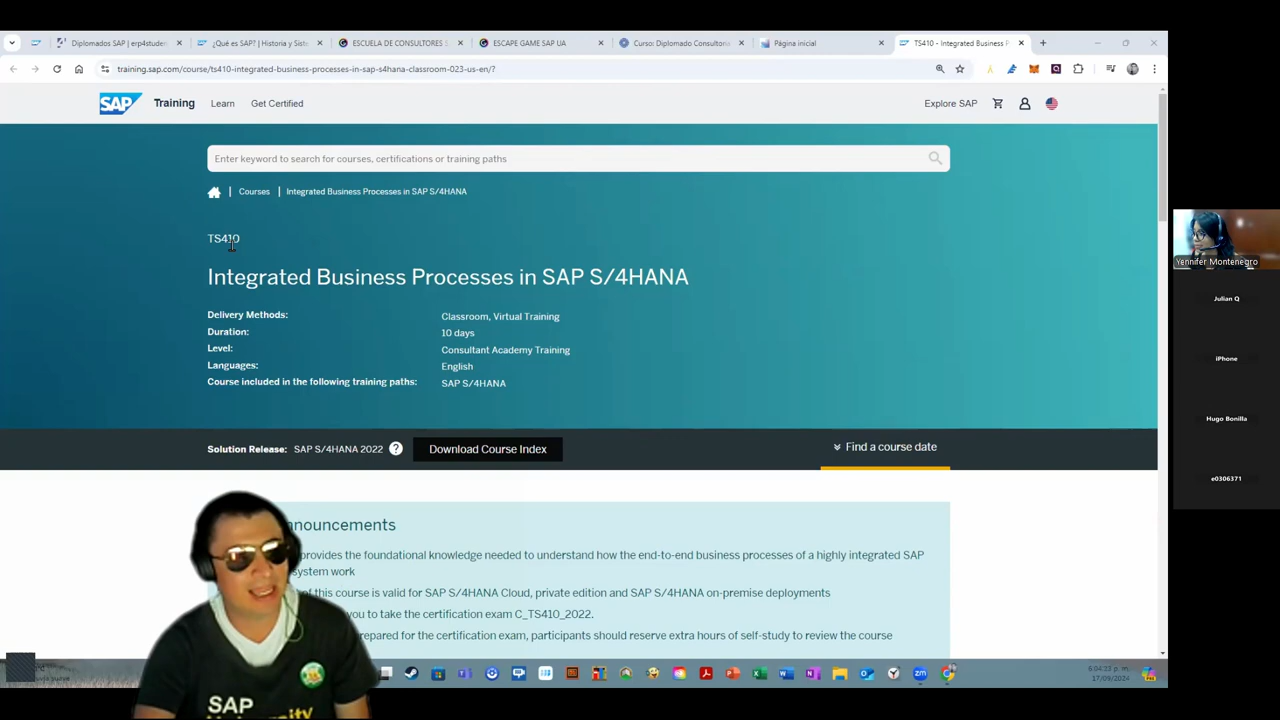 Diplomados SAP | erp4studen
¿Qué es SAP? | Historia y Sist
ESCUELA DE CONSULTORES
ESCAPE GAME SAP UA
Curso: Diplomado Consultoría
Página inicial
TS410 - Integrated Business P
training.sap.com/course/ts410-integrated-business-processes-in-sap-s4hana-classroom-023-us-en/?
SAP Training Learn Get Certified Explore SAP
Enter keyword to search for courses, certifications or training paths
Courses | Integrated Business Processes in SAP S/4HANA
TS410
Integrated Business Processes in SAP S/4HANA
Delivery Methods: Classroom, Virtual Training
Duration: 10 days
Level: Consultant Academy Training
Languages: English
Course included in the following training paths: SAP S/4HANA
Solution Release: SAP S/4HANA 2022 ? Download Course Index Find a course date
nnouncements
provides the foundational knowledge needed to understand how the end-to-end business processes of a highly integrated SAP
system work
of this course is valid for SAP S/4HANA Cloud, private edition and SAP S/4HANA on-premise deployments
you to take the certification exam C_TS410_2022.
repared for the certification exam, participants should reserve extra hours of self-study to review the course
SAP
University
17/09/2024
Yennifer Montenegro
Julian Q
iPhone
Hugo Bonilla
e0306371